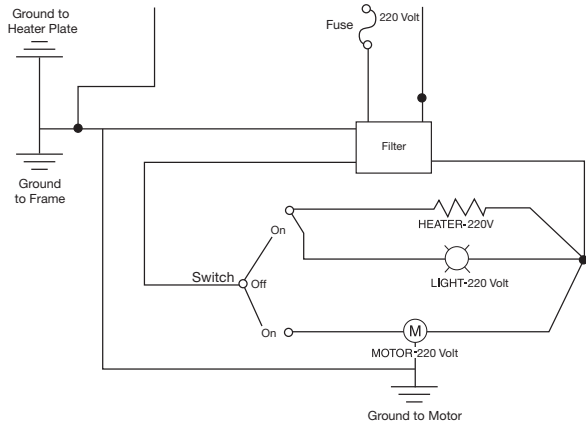 Ground to
Heater Plate
Fuse
220 Volt
Filter
Ground
to Frame
On
HEATER-220V
Switch
Off
LIGHT-220 Volt
On
M
MOTOR-220 Volt
Ground to Motor